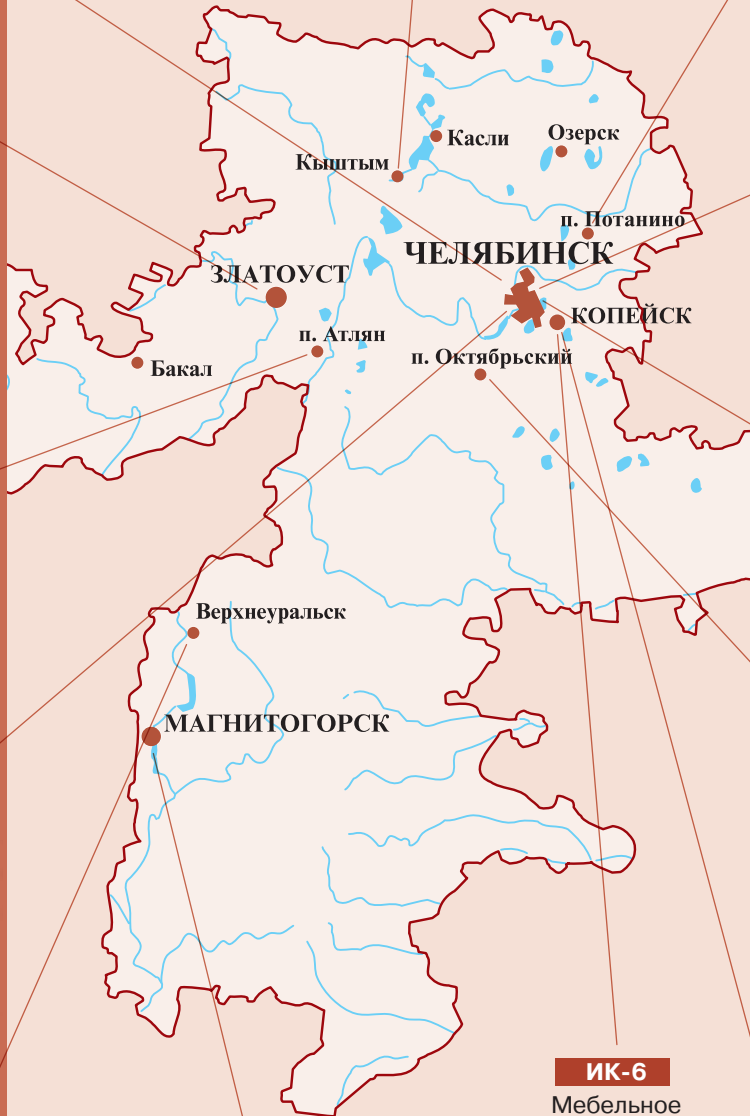 Касли
Озерск
Кыштым
п. Потанино
ЧЕЛЯБИНСК
ЗЛАТОУСТ
КОПЕЙСК
п. Атлян
п. Октябрьский
Бакал
Верхнеуральск
МАГНИТОГОРСК
ИК-6
Мебельное